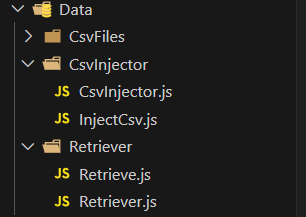 Data
CsvFiles
CsvInjector
JS CsvInjector.js
JS InjectCsv.js
Retriever
JS Retrieve.js
JS Retriever.js